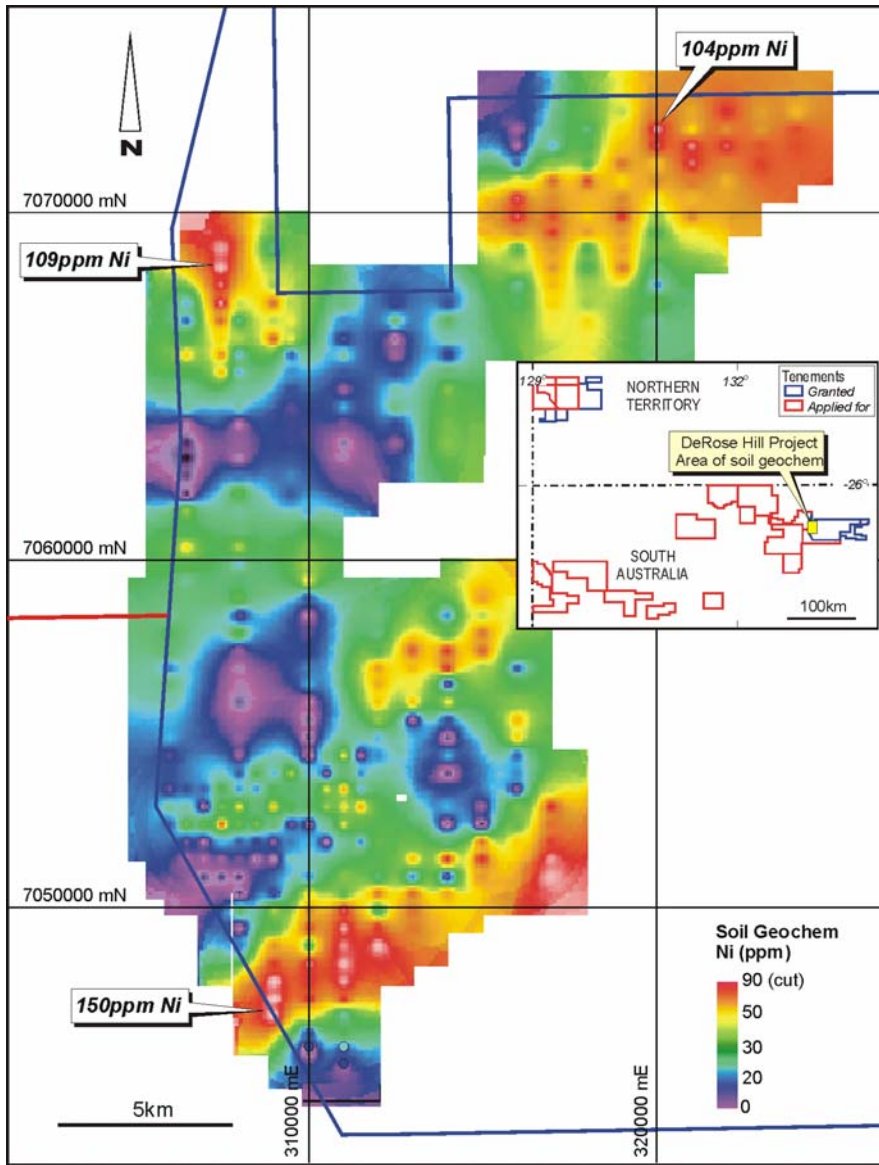 104ppm Ni
N
7070000 mN
109ppm Ni
129°
132°
NORTHERN
TERRITORY
Tenements
Granted
Applied for
DeRose Hill Project
Area of soil geochem
-26°
7060000 mN
SOUTH
AUSTRALIA
100km
7050000 mN
Soil Geochem
Ni (ppm)
90 (cut)
50
30
20
0
150ppm Ni
5km
310000 mE
320000 mE